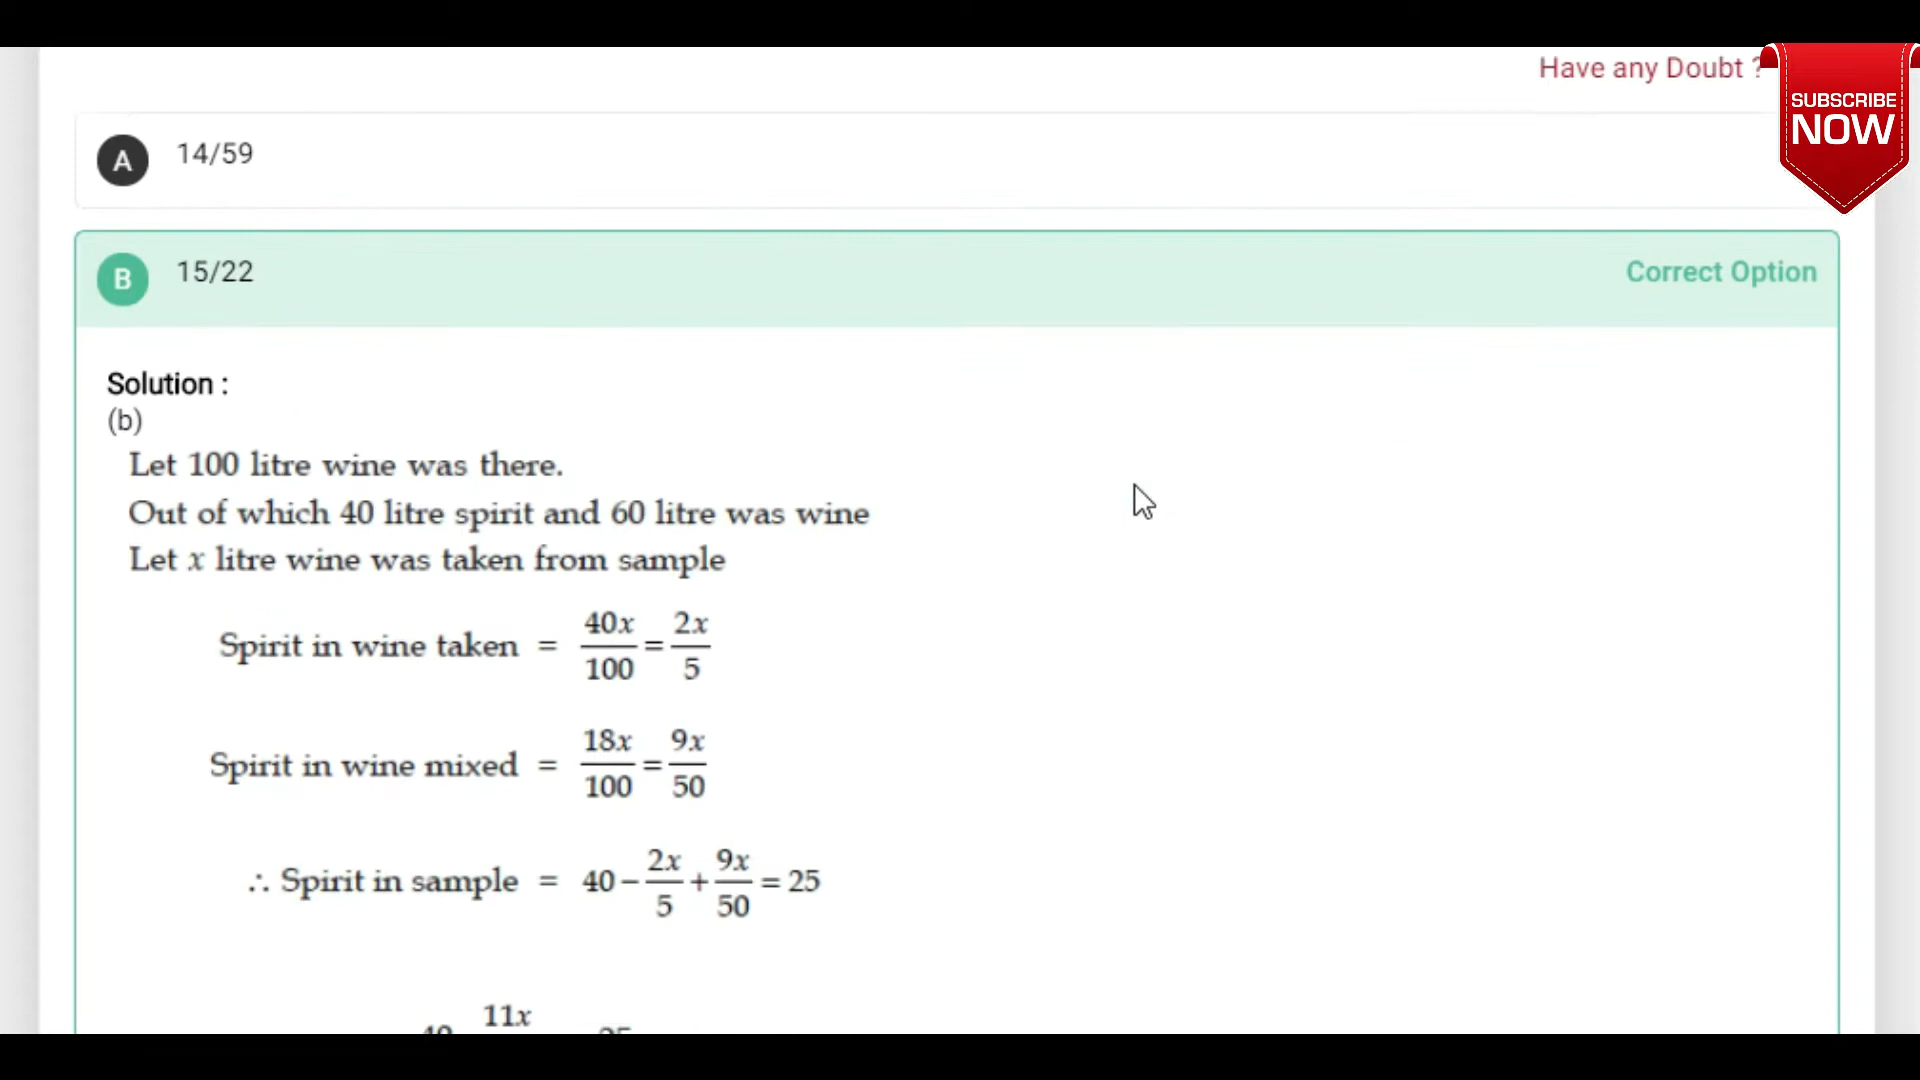 Have any Doubt ?
SUBSCRIBE
NOW
A 14/59
B 15/22 Correct Option
Solution :
(b)
Let 100 litre wine was there.
Out of which 40 litre spirit and 60 litre was wine
Let x litre wine was taken from sample
Spirit in wine taken = 40x/100 = 2x/5
Spirit in wine mixed = 18x/100 = 9x/50
∴ Spirit in sample = 40 − 2x/5 + 9x/50 = 25
11x